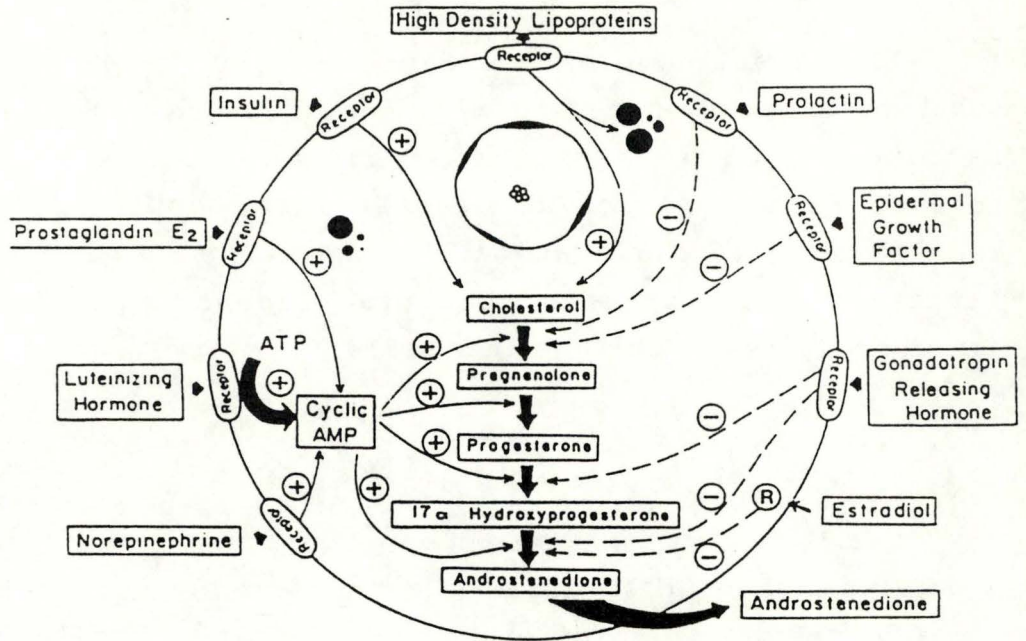 High Density Lipoproteins
Receptor
Insulin
Receptor
Receptor
Prolactin
+
Prostaglandin E2
Receptor
+
-
+
-
Receptor
Epidermal
Growth
Factor
Cholesterol
ATP
+
+
Luteinizing
Hormone
Receptor
Cyclic
AMP
+
Pregnenolone
Receptor
Gonadotropin
Releasing
Hormone
+
Progesterone
-
Norepinephrine
Receptor
+
+
17α Hydroxyprogesterone
-
R
Estradiol
-
Androstenedione
Androstenedione